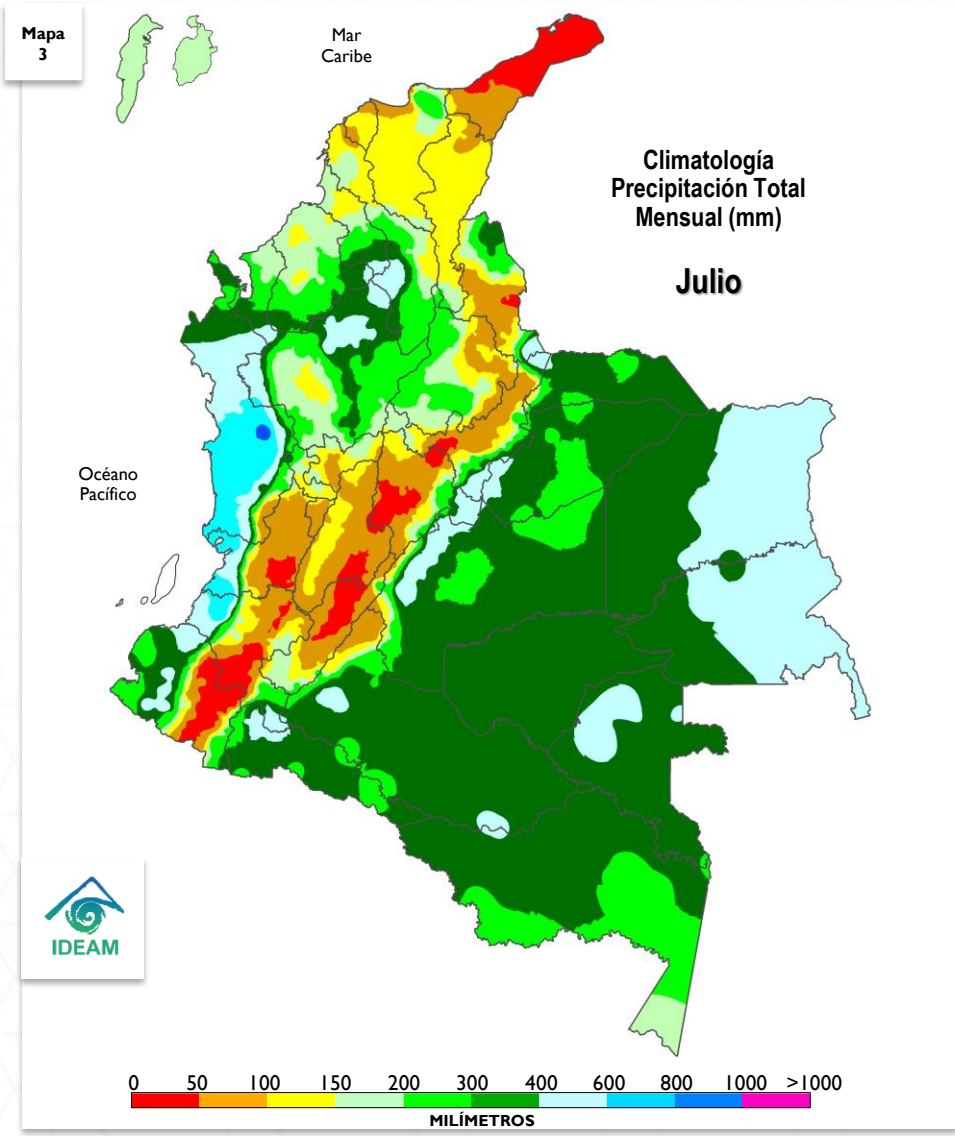 Mapa
3
Mar
Caribe
Climatología
Precipitación Total
Mensual (mm)
Julio
Océano
Pacífico
IDEAM
0 50 100 150 200 300 400 600 800 1000 >1000
MILÍMETROS